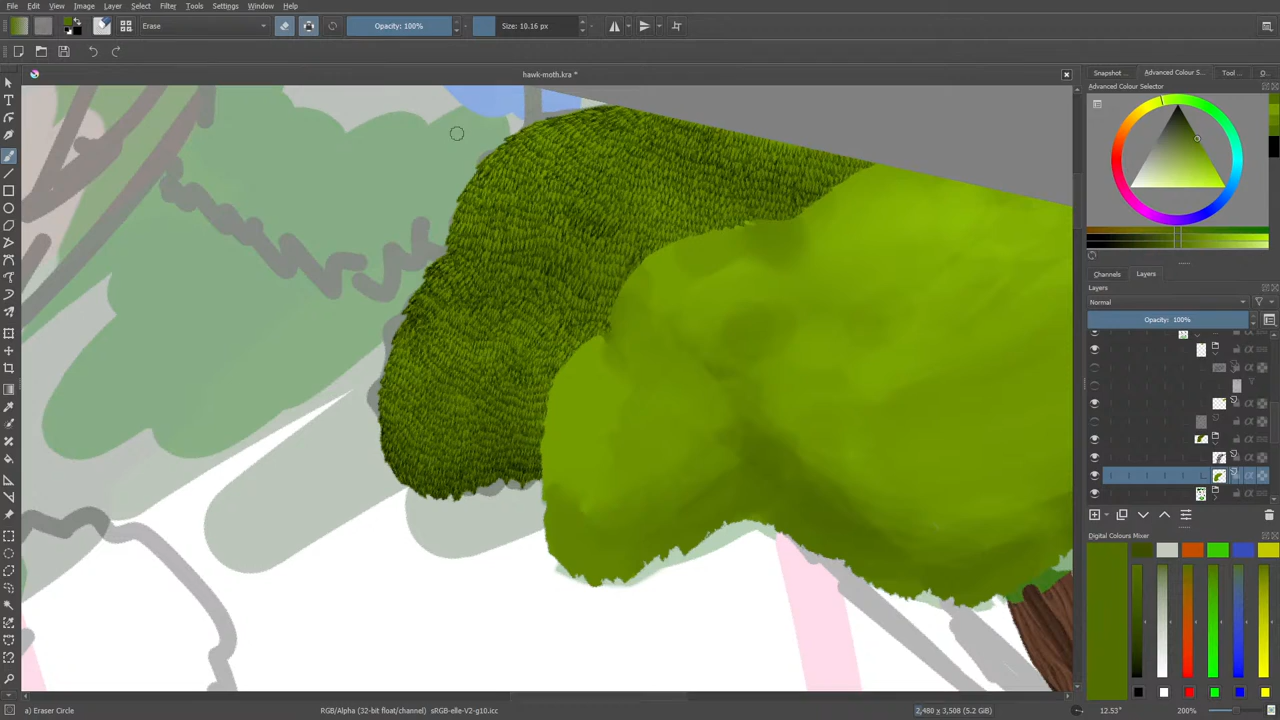 File Edit View Image Layer Select Filter Tools Settings Window Help
Erase Opacity: 100% Size: 10.16 px
hawk-moth.kra *
Snapshot ... Advanced Colour S... Tool ... O...
Advanced Colour Selector
Channels Layers
Layers
Normal
Opacity: 100%
Digital Colours Mixer
a) Eraser Circle RGB/Alpha (32-bit float/channel) sRGB-elle-V2-g10.icc 2,480 x 3,508 (5.2 GiB) 12.53° 200%